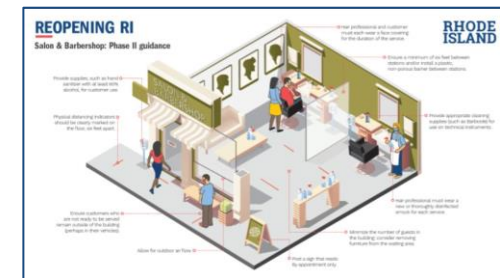 REOPENING RI
Salon & Barbershop: Phase II guidance
RHODE
ISLAND
Hair professional and customer
must each wear a face covering
for the duration of the service.
Ensure a minimum of six feet between
stations and/or install
non-porous barrier between stations.
Provide supplies, such as hand
sanitizer with at least 60%
alcohol, for customer use.
Physical distancing indicators
should be clearly marked on
the floor, six feet apart.
Provide appropriate cleaning
supplies (such as Barbicide) for
use on technical instruments.
Hair professional must wear a
new or thoroughly disinfected
smock for each service.
Ensure customers who
are not ready to be served
remain outside of the building
(perhaps in their vehicles).
Minimize the number of guests in
the building: consider removing
furniture from the waiting area.
Allow for outdoor air flow.
Post a sign that reads
by appointment only.